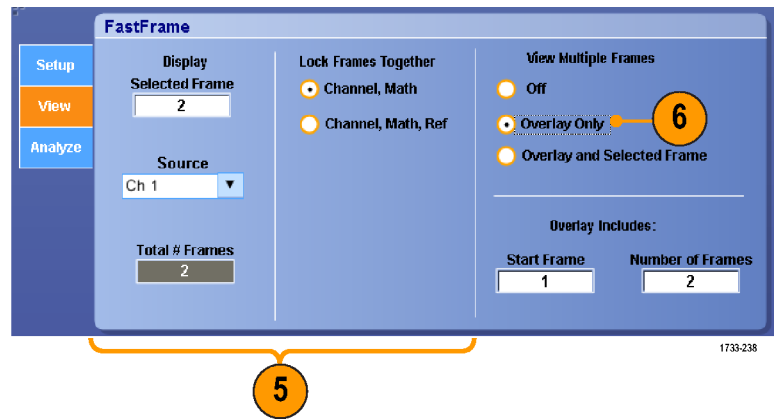 FastFrame
Setup
View
Analyze
Display
Selected Frame
2
Source
Ch 1
Total # Frames
2
Lock Frames Together
Channel, Math
Channel, Math, Ref
View Multiple Frames
Off
Overlay Only
6
Overlay and Selected Frame
Overlay Includes:
Start Frame
1
Number of Frames
2
1733-238
5